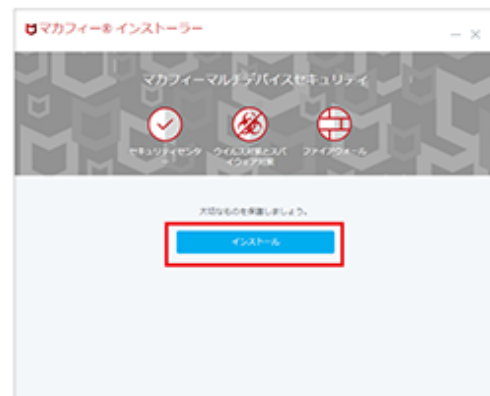 マカフィー® インストーラー
マカフィーマルチデバイスセキュリティ
セキュリティセンター
ウイルス対策とスパイウェア対策
ファイアウォール
大切なものを保護しましょう。
インストール